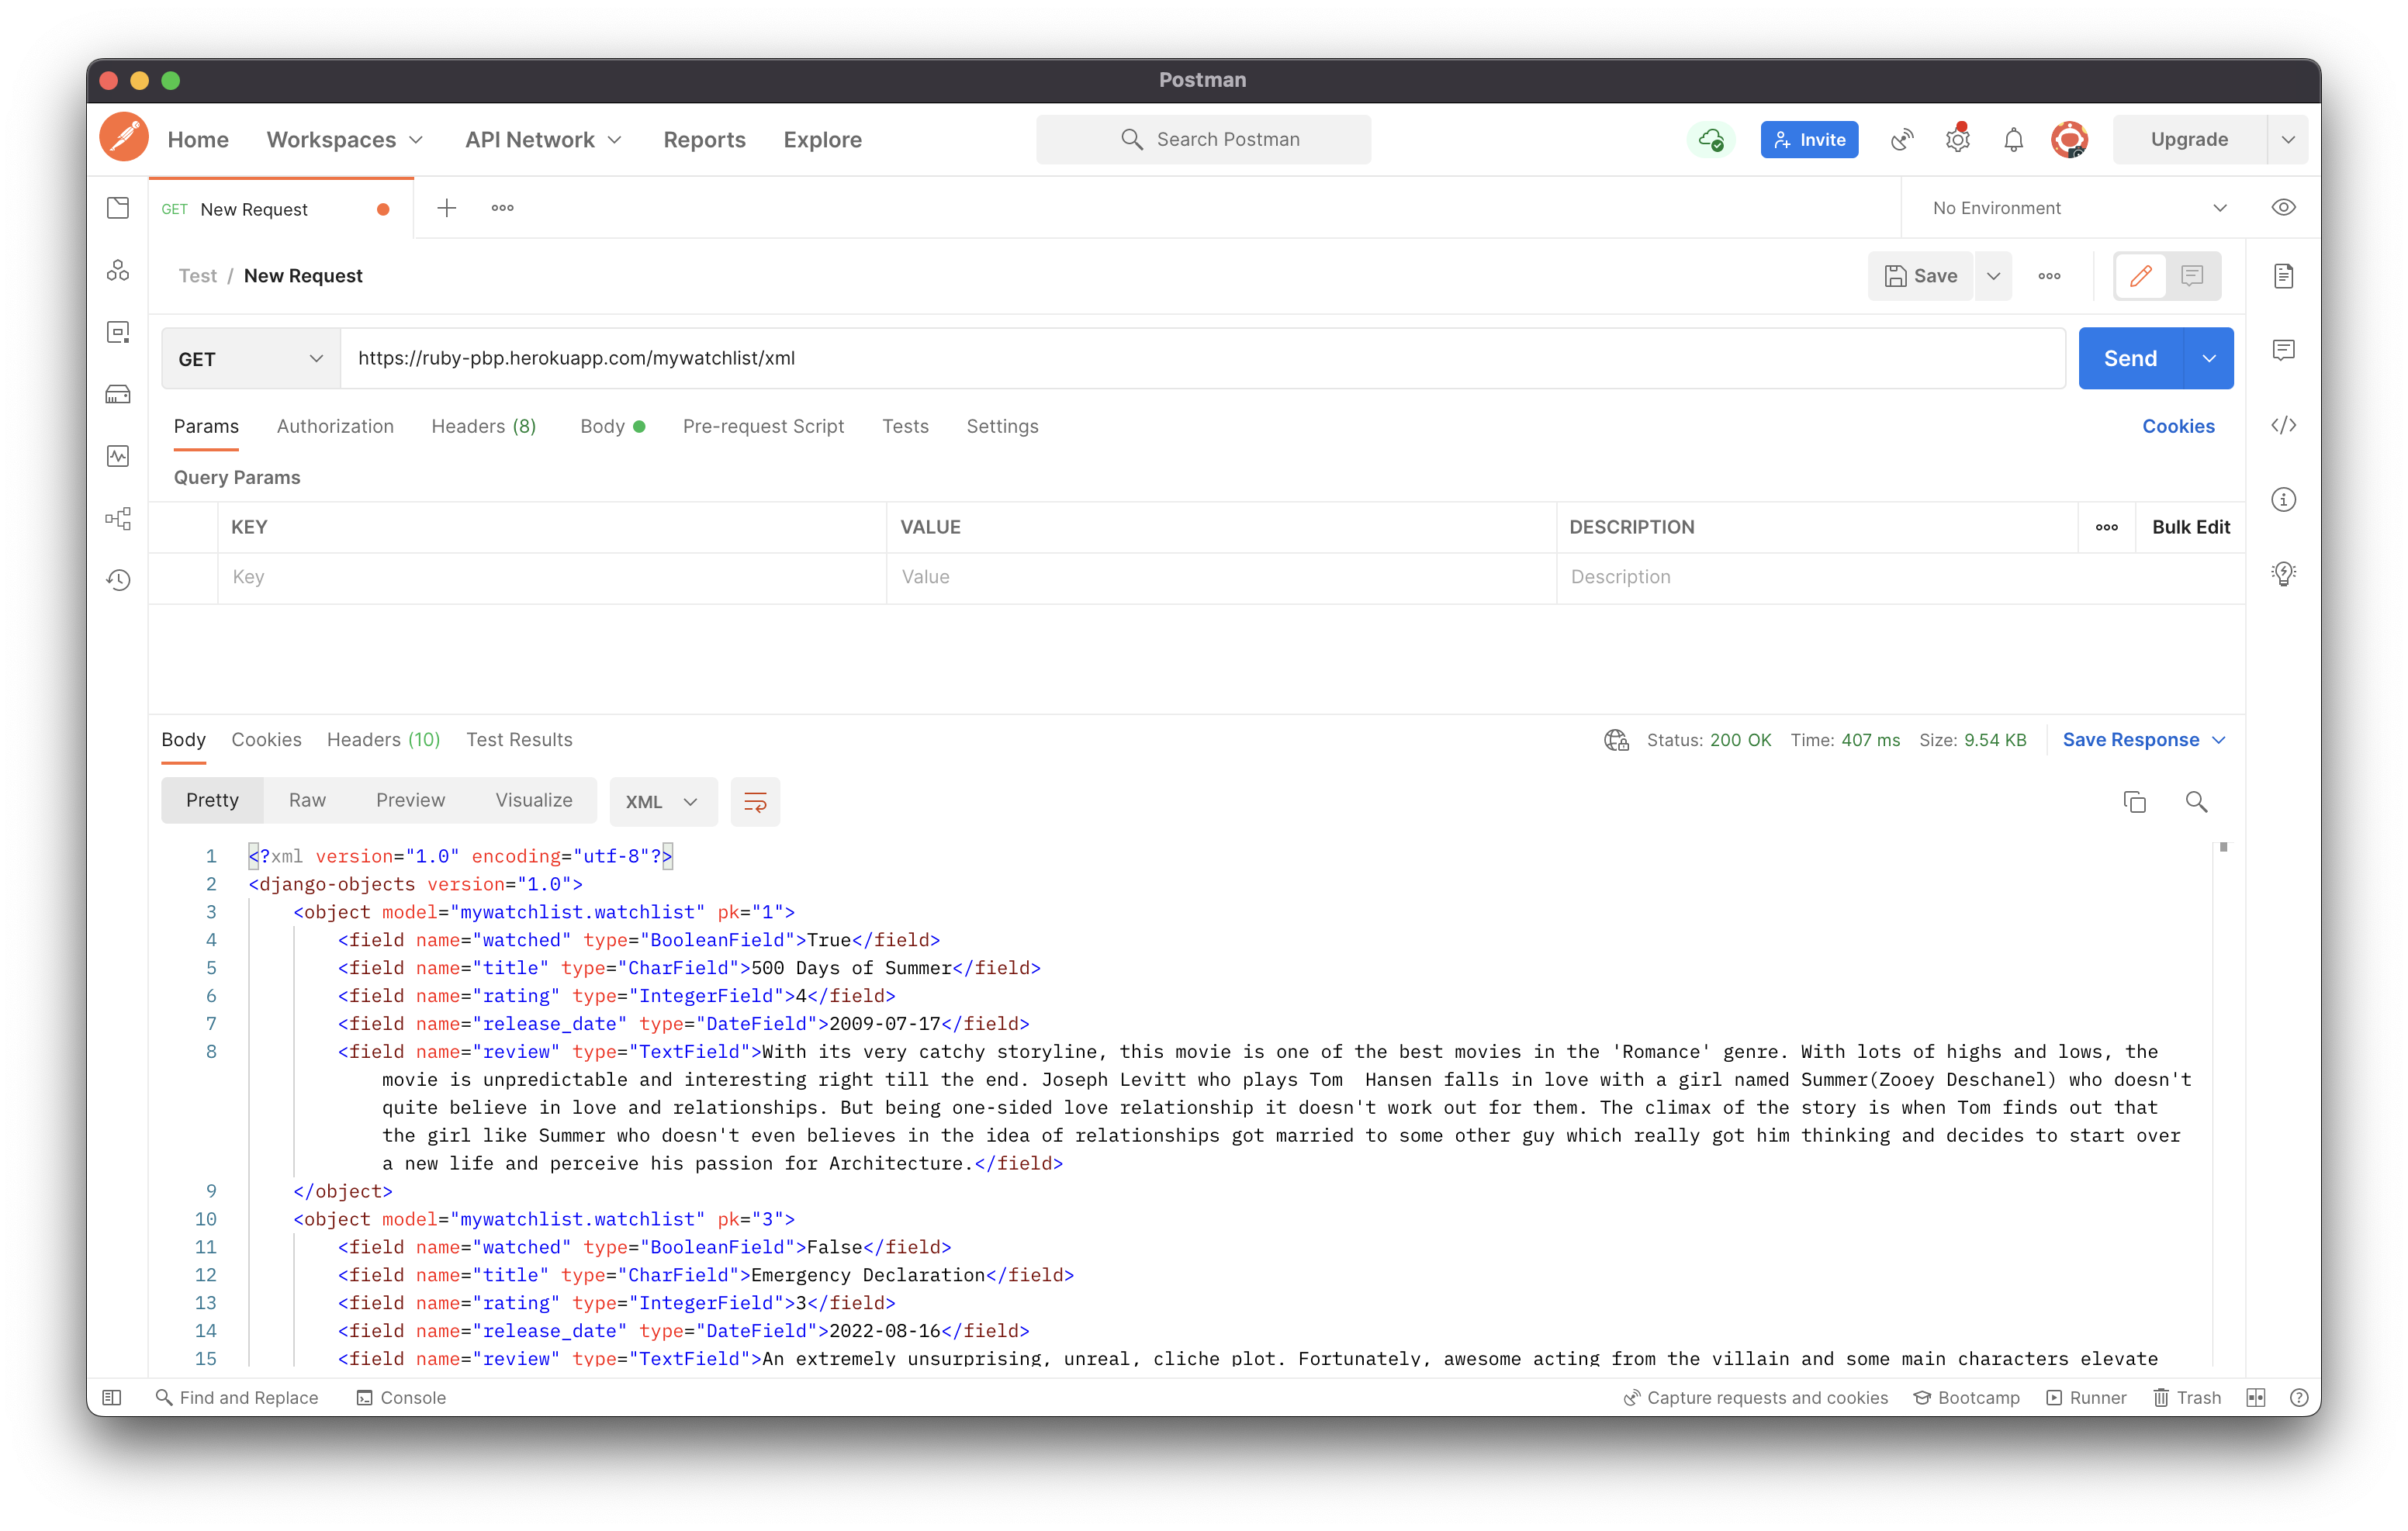 Postman
Home Workspaces API Network Reports Explore Search Postman Invite Upgrade
GET New Request No Environment
Test / New Request Save
GET https://ruby-pbp.herokuapp.com/mywatchlist/xml Send
Params Authorization Headers (8) Body Pre-request Script Tests Settings Cookies
Query Params
KEY VALUE DESCRIPTION Bulk Edit
Key Value Description
Body Cookies Headers (10) Test Results Status: 200 OK Time: 407 ms Size: 9.54 KB Save Response
Pretty Raw Preview Visualize XML
1 <?xml version="1.0" encoding="utf-8"?>
2 <django-objects version="1.0">
3 <object model="mywatchlist.watchlist" pk="1">
4 <field name="watched" type="BooleanField">True</field>
5 <field name="title" type="CharField">500 Days of Summer</field>
6 <field name="rating" type="IntegerField">4</field>
7 <field name="release_date" type="DateField">2009-07-17</field>
8 <field name="review" type="TextField">With its very catchy storyline, this movie is one of the best movies in the 'Romance' genre. With lots of highs and lows, the
movie is unpredictable and interesting right till the end. Joseph Levitt who plays Tom  Hansen falls in love with a girl named Summer(Zooey Deschanel) who doesn't
quite believe in love and relationships. But being one-sided love relationship it doesn't work out for them. The climax of the story is when Tom finds out that
the girl like Summer who doesn't even believes in the idea of relationships got married to some other guy which really got him thinking and decides to start over
a new life and perceive his passion for Architecture.</field>
9 </object>
10 <object model="mywatchlist.watchlist" pk="3">
11 <field name="watched" type="BooleanField">False</field>
12 <field name="title" type="CharField">Emergency Declaration</field>
13 <field name="rating" type="IntegerField">3</field>
14 <field name="release_date" type="DateField">2022-08-16</field>
15 <field name="review" type="TextField">An extremely unsurprising, unreal, cliche plot. Fortunately, awesome acting from the villain and some main characters elevate
Find and Replace Console Capture requests and cookies Bootcamp Runner Trash